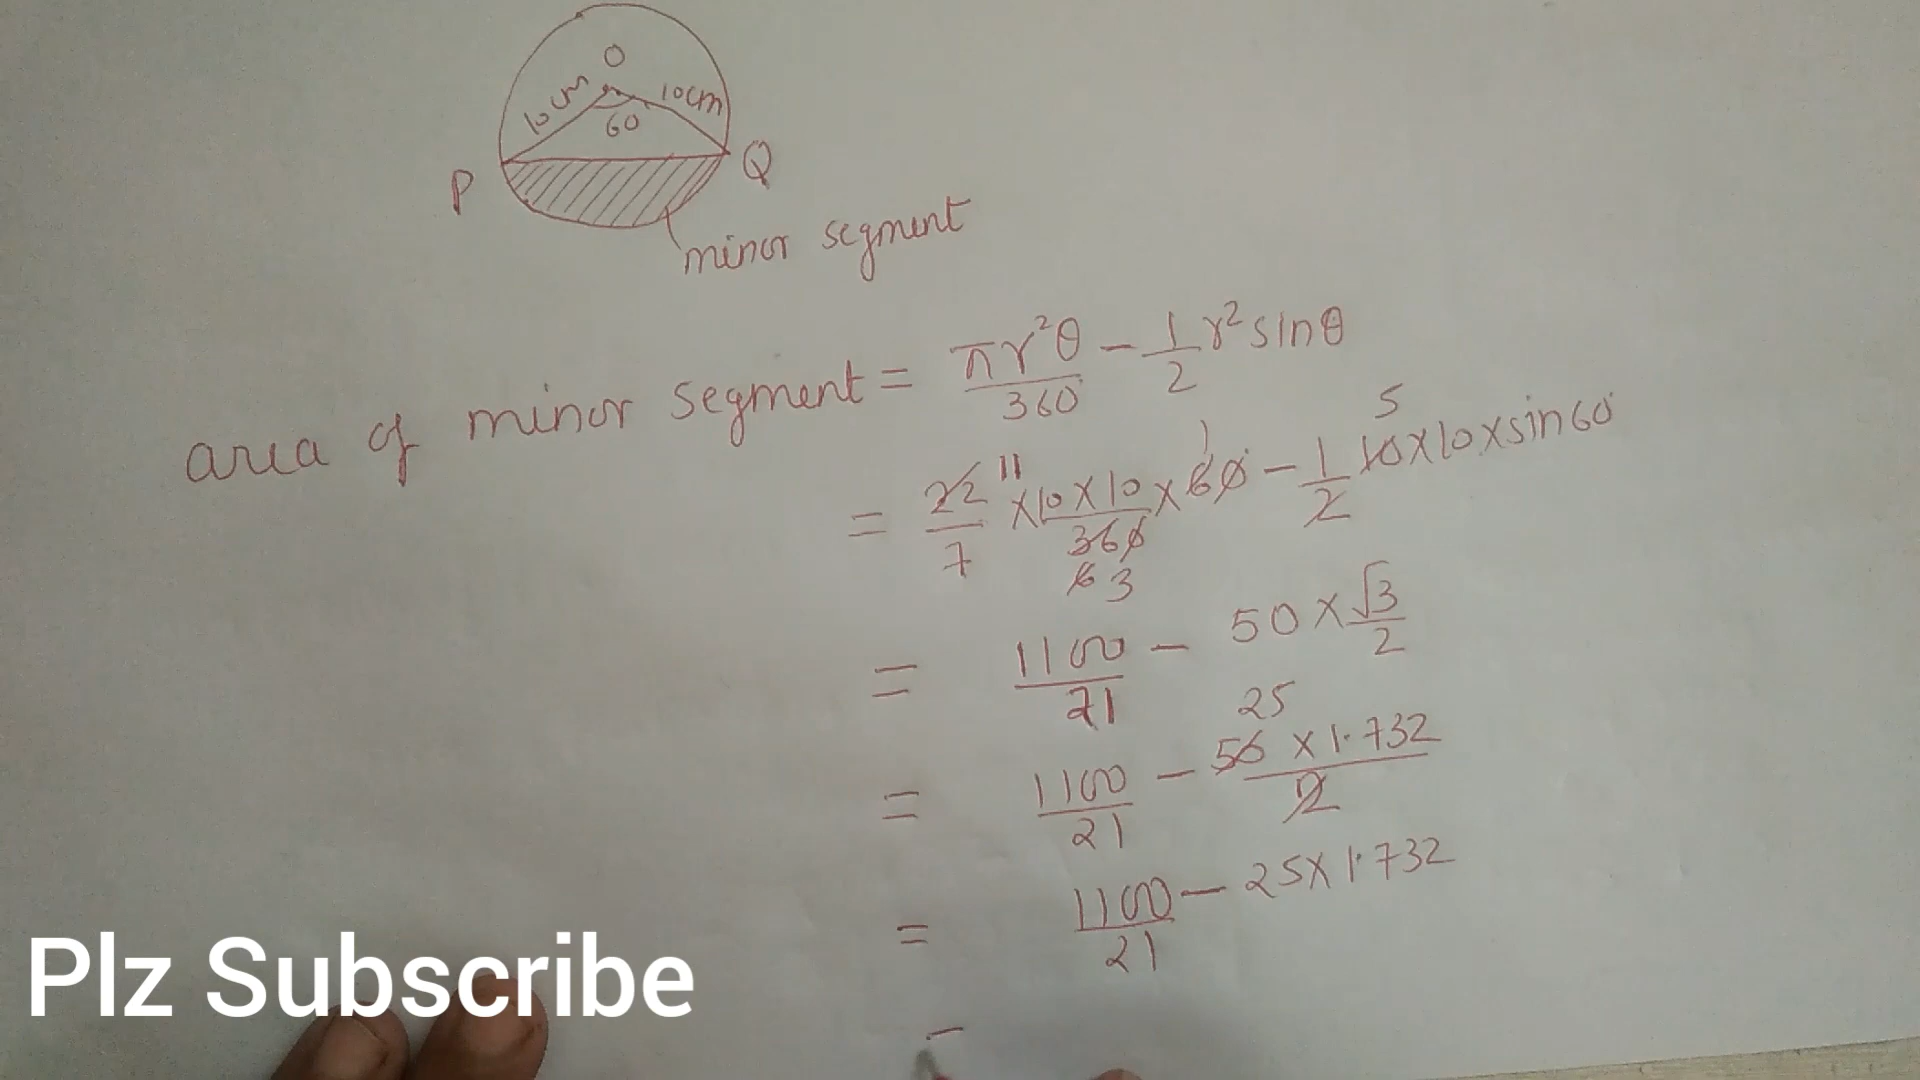 O
10cm
10cm
60
P
Q
minor segment
area of minor segment = πr²θ/360 - 1/2 r² sinθ
= 22/7 11 × 10 × 10/360 × 60 1 - 1/2 10 5 × 10 × sin60
6 3
= 1100/21 - 50 × √3/2
25
= 1100/21 - 50 × 1.732/2
= 1100/21 - 25 × 1.732
Plz Subscribe